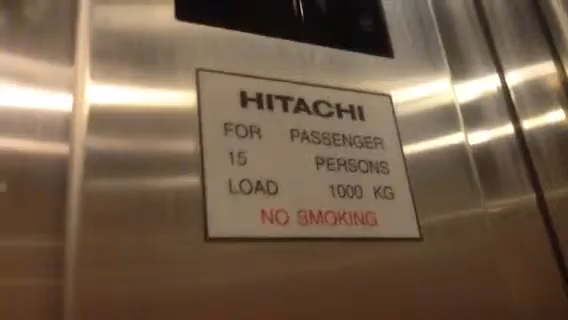 HITACHI
FOR PASSENGER
15 PERSONS
LOAD 1000 KG
NO SMOKING